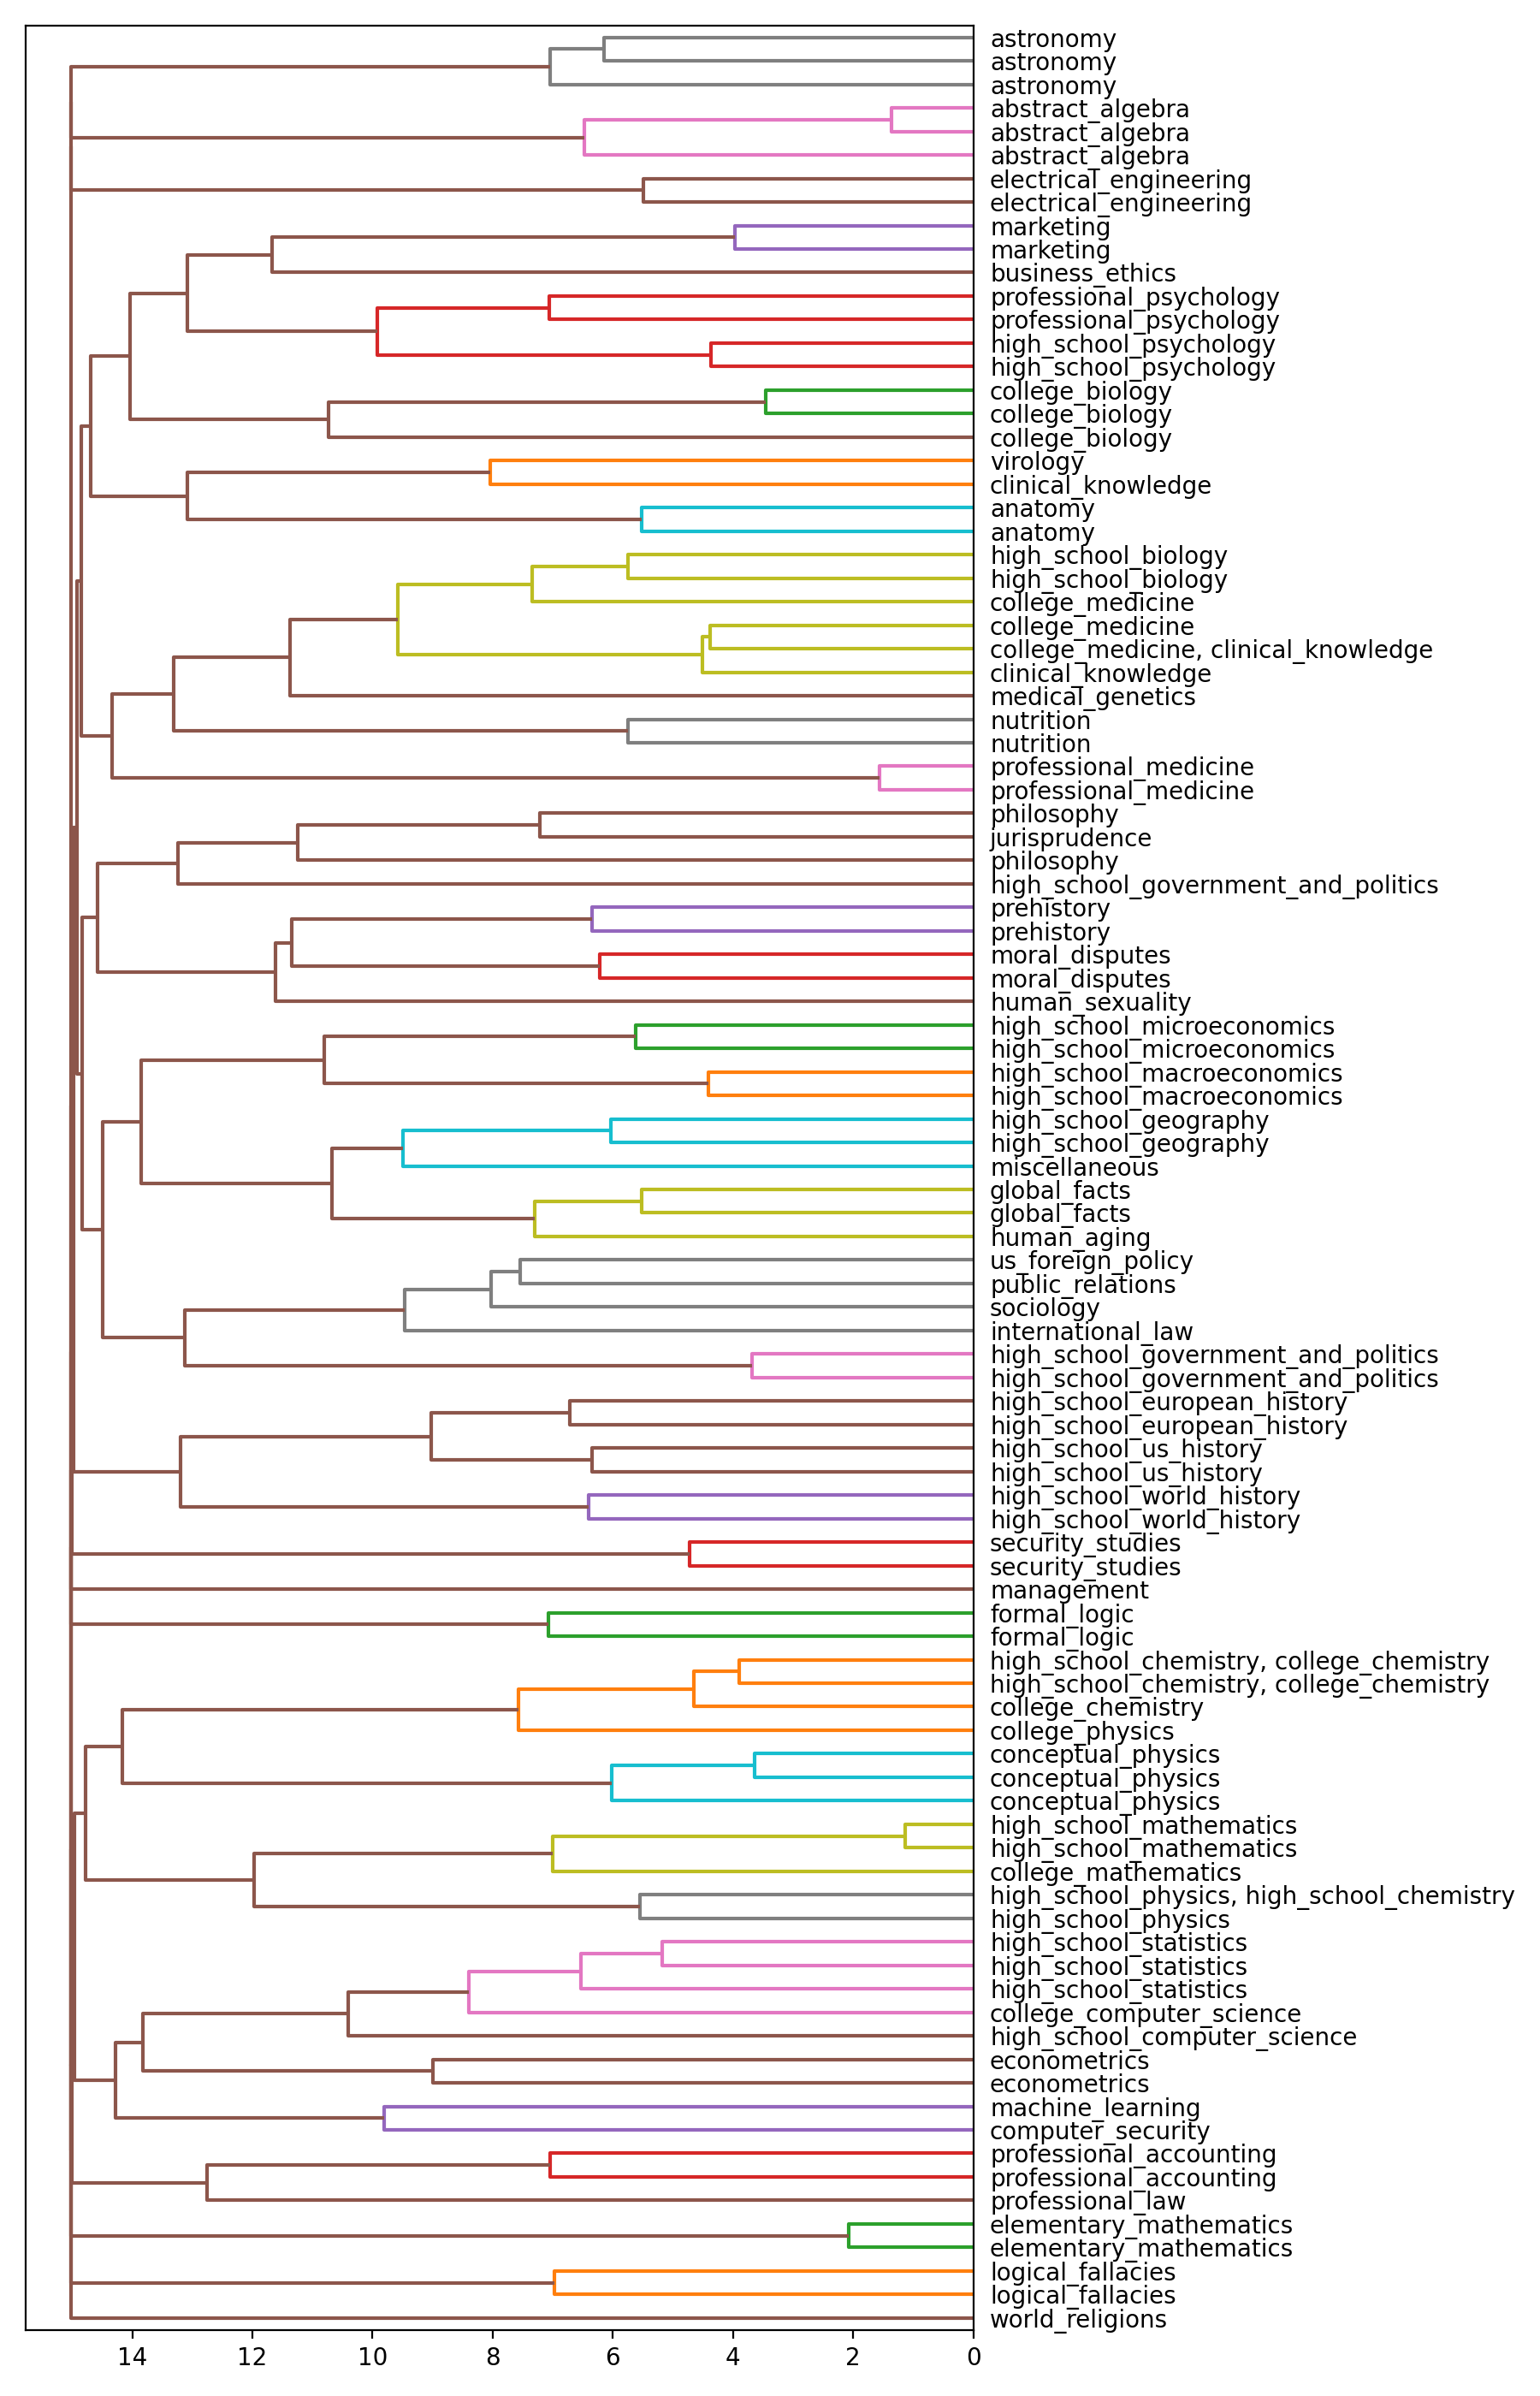 astronomy
astronomy
astronomy
abstract_algebra
abstract_algebra
abstract_algebra
electrical_engineering
electrical_engineering
marketing
marketing
business_ethics
professional_psychology
professional_psychology
high_school_psychology
high_school_psychology
college_biology
college_biology
college_biology
virology
clinical_knowledge
anatomy
anatomy
high_school_biology
high_school_biology
college_medicine
college_medicine
college_medicine, clinical_knowledge
clinical_knowledge
medical_genetics
nutrition
nutrition
professional_medicine
professional_medicine
philosophy
jurisprudence
philosophy
high_school_government_and_politics
prehistory
prehistory
moral_disputes
moral_disputes
human_sexuality
high_school_microeconomics
high_school_microeconomics
high_school_macroeconomics
high_school_macroeconomics
high_school_geography
high_school_geography
miscellaneous
global_facts
global_facts
human_aging
us_foreign_policy
public_relations
sociology
international_law
high_school_government_and_politics
high_school_government_and_politics
high_school_european_history
high_school_european_history
high_school_us_history
high_school_us_history
high_school_world_history
high_school_world_history
security_studies
security_studies
management
formal_logic
formal_logic
high_school_chemistry, college_chemistry
high_school_chemistry, college_chemistry
college_chemistry
college_physics
conceptual_physics
conceptual_physics
conceptual_physics
high_school_mathematics
high_school_mathematics
college_mathematics
high_school_physics, high_school_chemistry
high_school_physics
high_school_statistics
high_school_statistics
high_school_statistics
college_computer_science
high_school_computer_science
econometrics
econometrics
machine_learning
computer_security
professional_accounting
professional_accounting
professional_law
elementary_mathematics
elementary_mathematics
logical_fallacies
logical_fallacies
world_religions
14 12 10 8 6 4 2 0